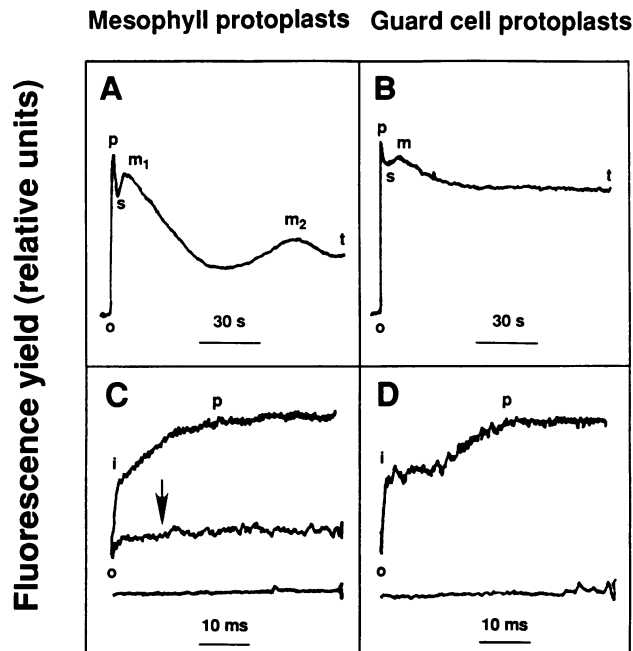 Mesophyll protoplasts Guard cell protoplasts
Fluorescence yield (relative units)
A
p
m1
s
m2
t
o
30 s
B
p
m
s
t
o
30 s
C
p
i
o
10 ms
D
p
i
o
10 ms